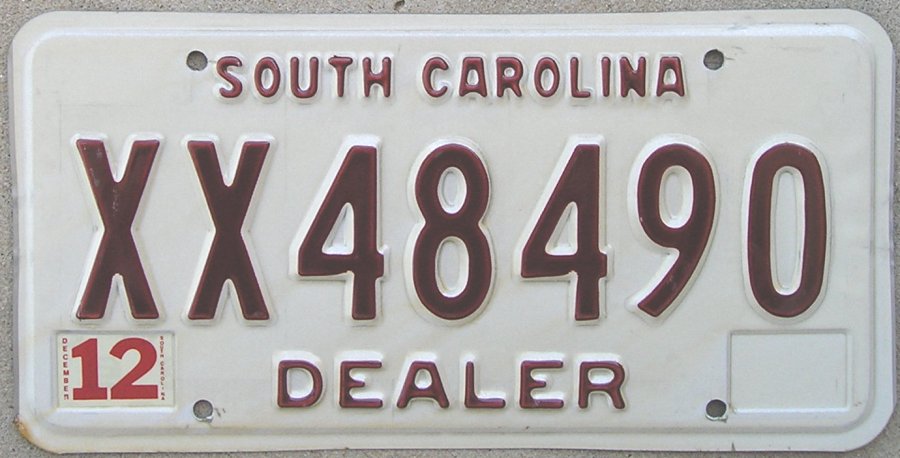 SOUTH CAROLINA
XX48490
DECEMBER 12 SOUTH CAROLINA
DEALER